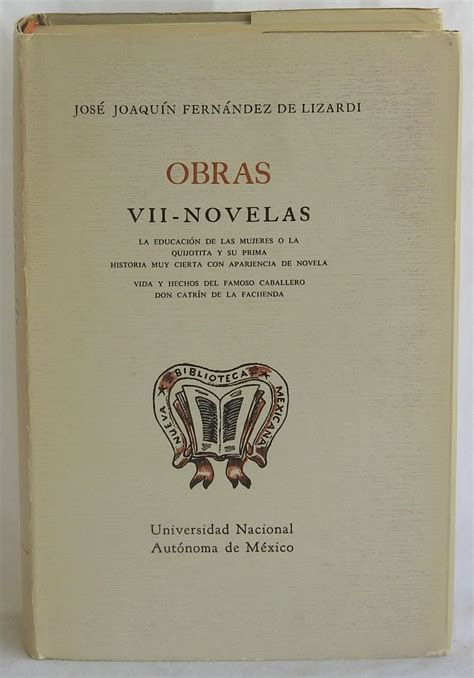 JOSÉ JOAQUÍN FERNÁNDEZ DE LIZARDI
OBRAS
VII-NOVELAS
LA EDUCACIÓN DE LAS MUJERES O LA
QUIJOTITA Y SU PRIMA
HISTORIA MUY CIERTA CON APARIENCIA DE NOVELA
VIDA Y HECHOS DEL FAMOSO CABALLERO
DON CATRÍN DE LA FACHENDA
NUEVA BIBLIOTECA MEXICANA
Universidad Nacional
Autónoma de México